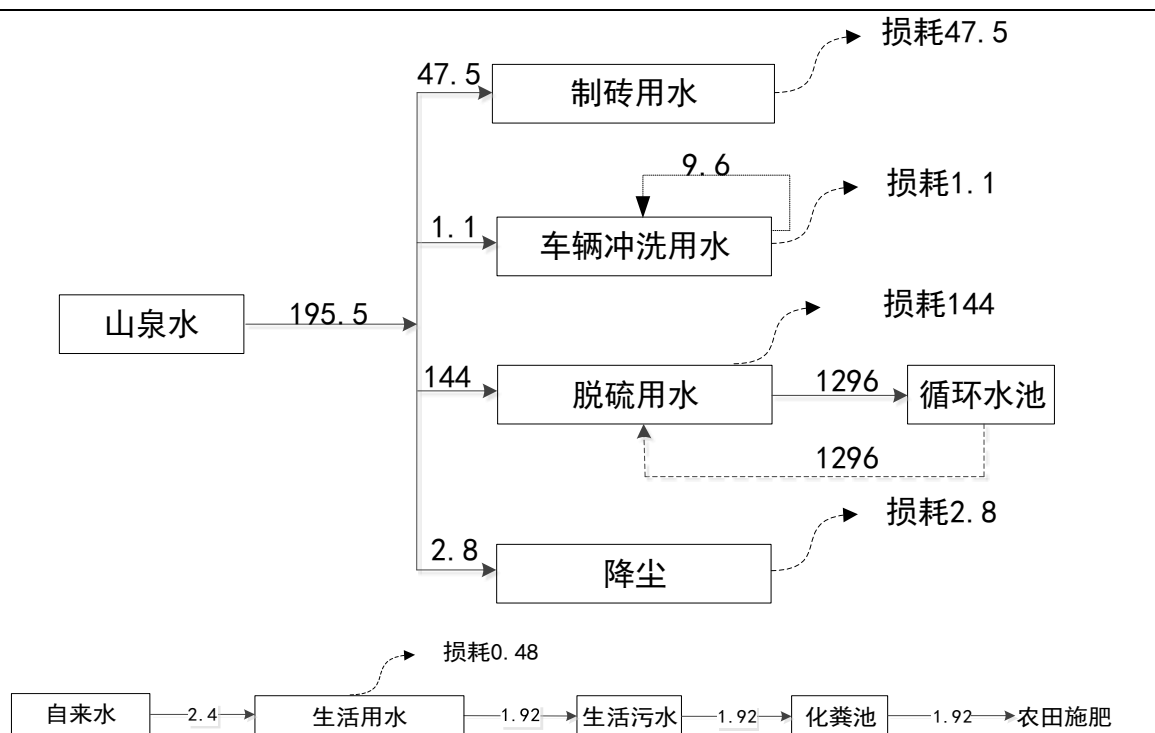 损耗47.5
47.5
制砖用水
9.6
损耗1.1
1.1
车辆冲洗用水
山泉水
195.5
损耗144
144
脱硫用水
1296
循环水池
1296
损耗2.8
2.8
降尘
损耗0.48
自来水
2.4
生活用水
1.92
生活污水
1.92
化粪池
1.92
农田施肥